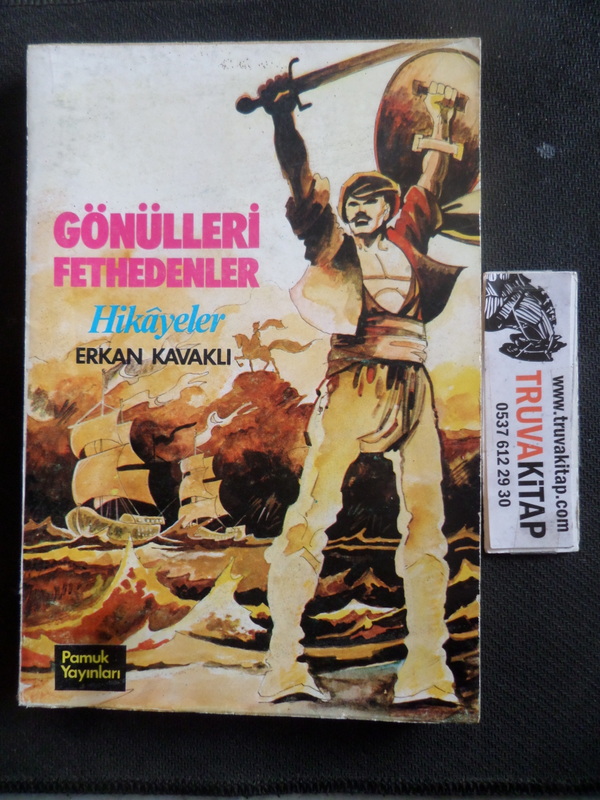 GÖNÜLLERİ
FETHEDENLER
Hikâyeler
ERKAN KAVAKLI
Pamuk
Yayınları
www.truvakitap.com
TRUVAKİTAP
0537 612 29 30